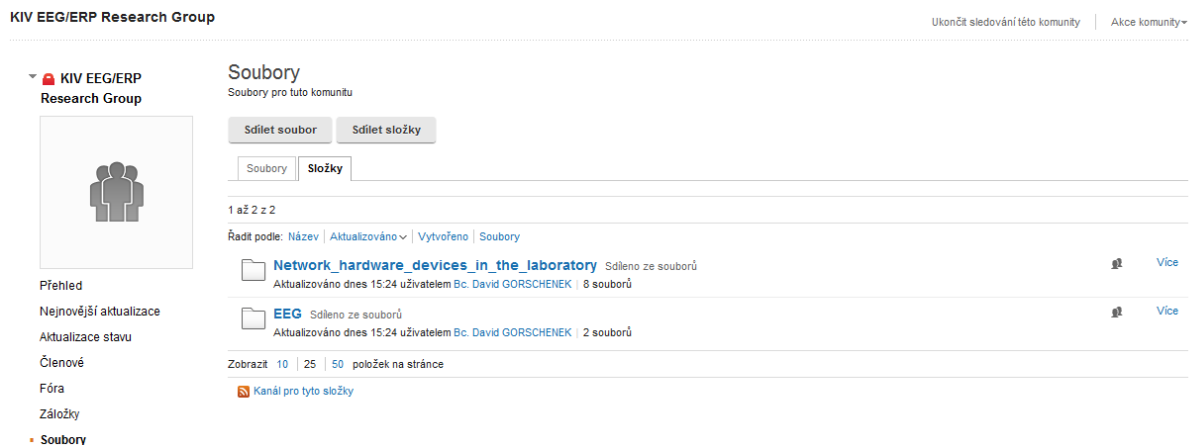 KIV EEG/ERP Research Group
Ukončit sledování této komunity | Akce komunity
KIV EEG/ERP
Research Group
Přehled
Nejnovější aktualizace
Aktualizace stavu
Členové
Fóra
Záložky
Soubory
Soubory
Soubory pro tuto komunitu
Sdílet soubor Sdílet složky
Soubory Složky
1 až 2 z 2
Řadit podle: Název | Aktualizováno | Vytvořeno | Soubory
Network_hardware_devices_in_the_laboratory Sdíleno ze souborů Více
Aktualizováno dnes 15:24 uživatelem Bc. David GORSCHENEK | 8 souborů
EEG Sdíleno ze souborů Více
Aktualizováno dnes 15:24 uživatelem Bc. David GORSCHENEK | 2 souborů
Zobrazit 10 | 25 | 50 položek na stránce
Kanál pro tyto složky